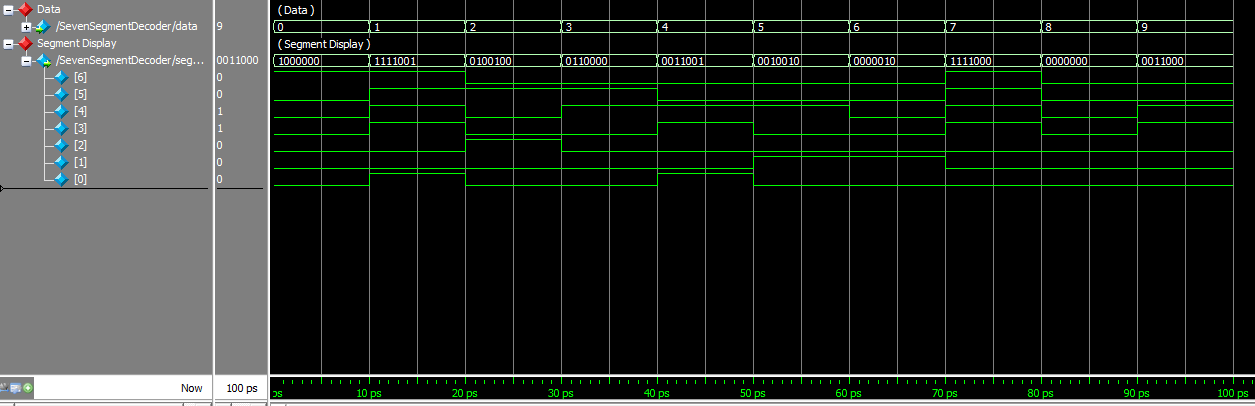 Data
( Data )
/SevenSegmentDecoder/data 9 0 1 2 3 4 5 6 7 8 9
Segment Display
( Segment Display )
/SevenSegmentDecoder/seg... 0011000 1000000 1111001 0100100 0110000 0011001 0010010 0000010 1111000 0000000 0011000
[6] 0
[5] 0
[4] 1
[3] 1
[2] 0
[1] 0
[0] 0
Now 100 ps ps 10 ps 20 ps 30 ps 40 ps 50 ps 60 ps 70 ps 80 ps 90 ps 100 ps